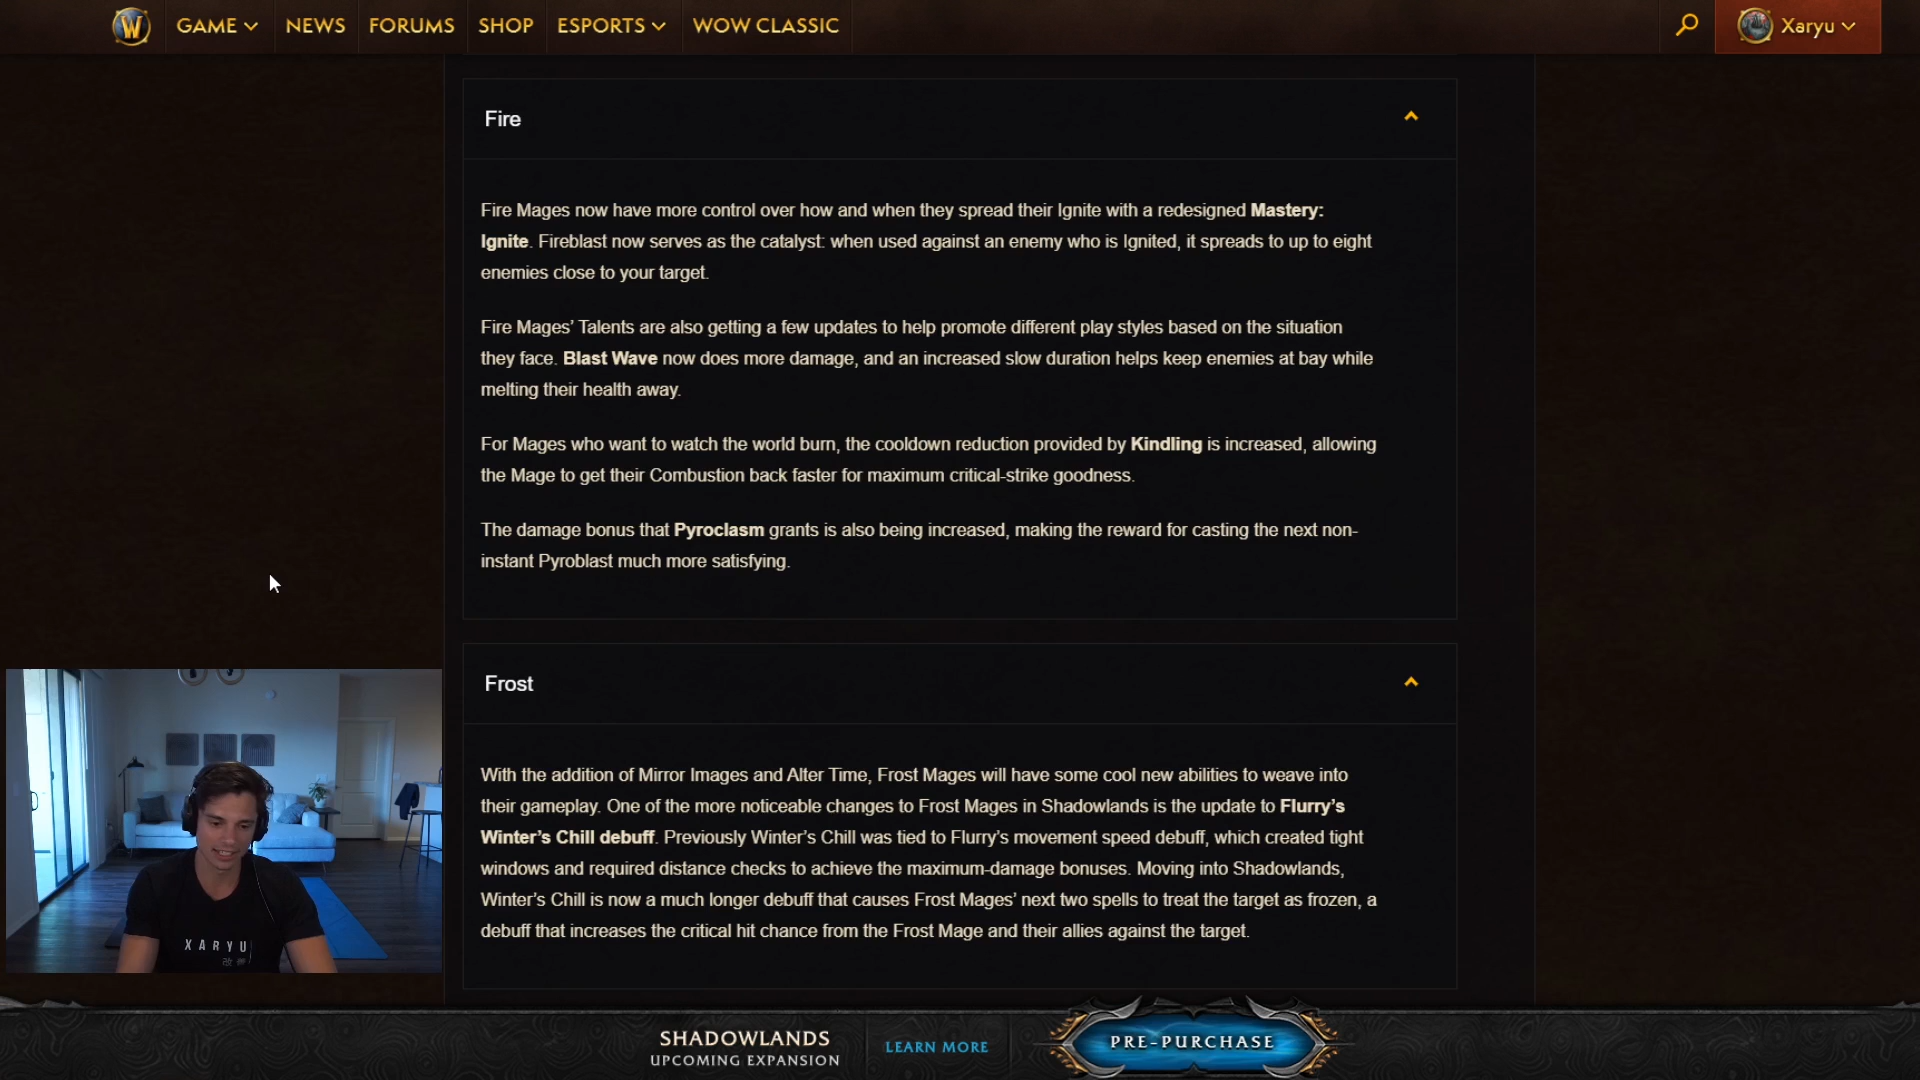 GAME NEWS FORUMS SHOP ESPORTS WOW CLASSIC Xaryu
Fire
Fire Mages now have more control over how and when they spread their Ignite with a redesigned Mastery:
Ignite. Fireblast now serves as the catalyst: when used against an enemy who is Ignited, it spreads to up to eight
enemies close to your target.
Fire Mages’ Talents are also getting a few updates to help promote different play styles based on the situation
they face. Blast Wave now does more damage, and an increased slow duration helps keep enemies at bay while
melting their health away.
For Mages who want to watch the world burn, the cooldown reduction provided by Kindling is increased, allowing
the Mage to get their Combustion back faster for maximum critical-strike goodness.
The damage bonus that Pyroclasm grants is also being increased, making the reward for casting the next non-
instant Pyroblast much more satisfying.
Frost
With the addition of Mirror Images and Alter Time, Frost Mages will have some cool new abilities to weave into
their gameplay. One of the more noticeable changes to Frost Mages in Shadowlands is the update to Flurry’s
Winter’s Chill debuff. Previously Winter’s Chill was tied to Flurry’s movement speed debuff, which created tight
windows and required distance checks to achieve the maximum-damage bonuses. Moving into Shadowlands,
Winter’s Chill is now a much longer debuff that causes Frost Mages’ next two spells to treat the target as frozen, a
debuff that increases the critical hit chance from the Frost Mage and their allies against the target.
XARYU
SHADOWLANDS
UPCOMING EXPANSION
LEARN MORE
PRE-PURCHASE